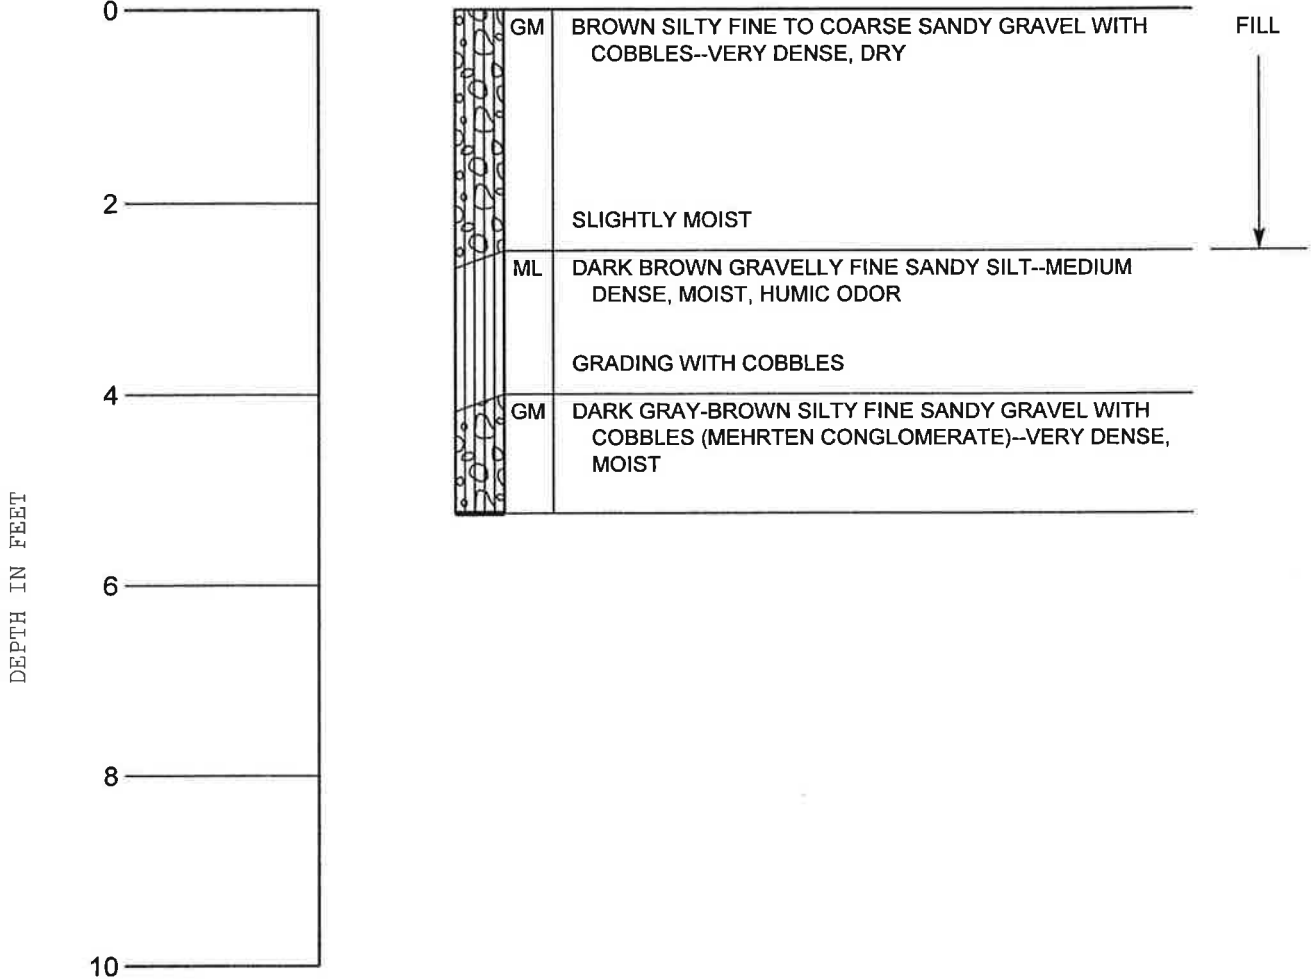 0
GM
BROWN SILTY FINE TO COARSE SANDY GRAVEL WITH
COBBLES--VERY DENSE, DRY
FILL
2
SLIGHTLY MOIST
ML
DARK BROWN GRAVELLY FINE SANDY SILT--MEDIUM
DENSE, MOIST, HUMIC ODOR
GRADING WITH COBBLES
4
GM
DARK GRAY-BROWN SILTY FINE SANDY GRAVEL WITH
COBBLES (MEHRTEN CONGLOMERATE)--VERY DENSE,
MOIST
DEPTH IN FEET
6
8
10